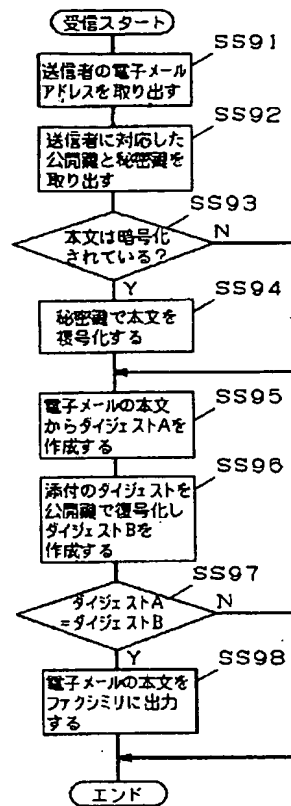 受信スタート
SS91
送信者の電子メール
アドレスを取り出す
SS92
送信者に対応した
公開鍵と秘密鍵を
取り出す
SS93
本文は暗号化
されている?
N
Y
SS94
秘密鍵で本文を
復号化する
SS95
電子メールの本文
からダイジェストAを
作成する
SS96
添付のダイジェストを
公開鍵で復号化し
ダイジェストBを
作成する
SS97
ダイジェストA
=ダイジェストB
N
Y
SS98
電子メールの本文を
ファクシミリに出力
する
エンド